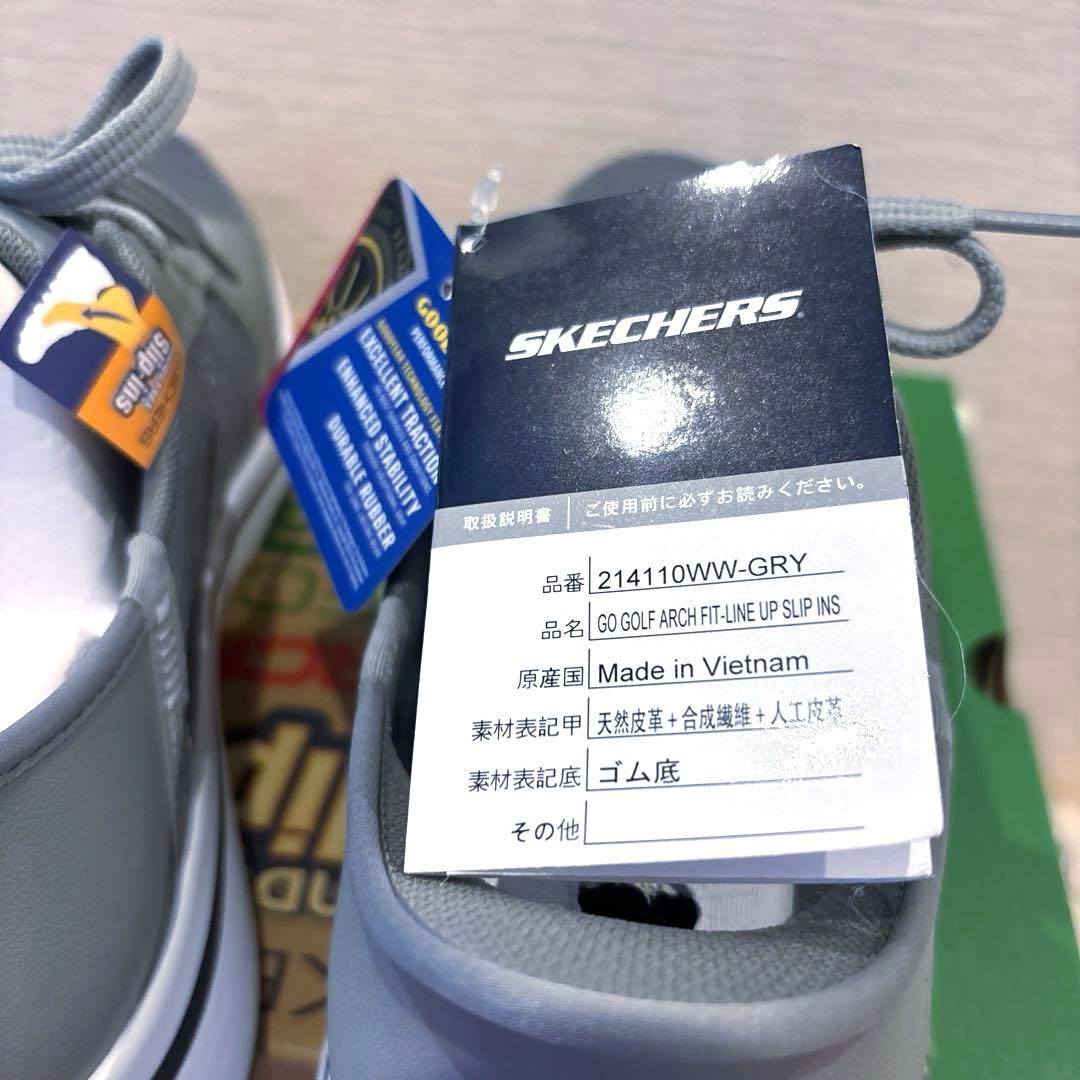 SKECHERS
取扱説明書 ご使用前に必ずお読みください。
品番 214110WW-GRY
品名 GO GOLF ARCH FIT-LINE UP SLIP INS
原産国 Made in Vietnam
素材表記甲 天然皮革+合成繊維+人工皮革
素材表記底 ゴム底
その他
EXCELLENT TRACTION
ENHANCED STABILITY
DURABLE RUBBER
Slip-ins